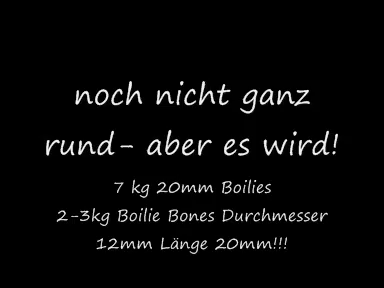 noch nicht ganz
rund- aber es wird!
7 kg 20mm Boilies
2-3kg Boilie Bones Durchmesser
12mm Länge 20mm!!!